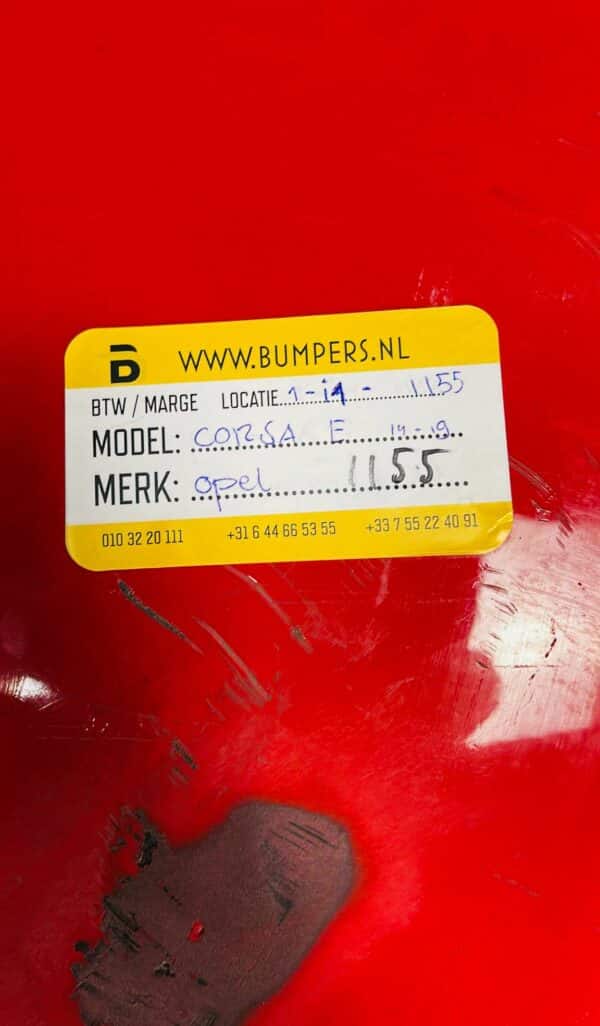 B WWW.BUMPERS.NL
BTW / MARGE LOCATIE 1-i1- 1155
MODEL: CORSA E 14-19
MERK: opel 1155
010 32 20 111 +31 6 44 66 53 55 +33 7 55 22 40 91